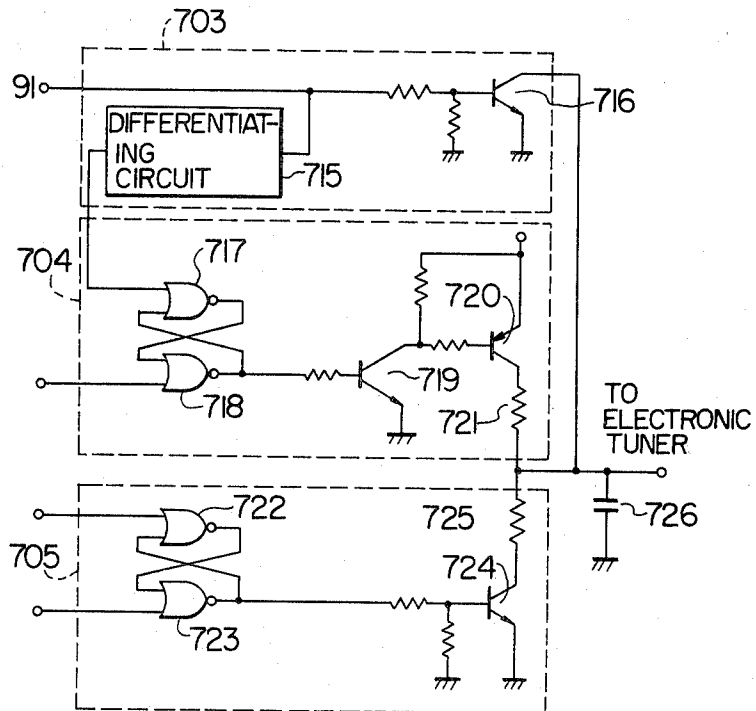 703
91
716
DIFFERENTIAT-
ING
CIRCUIT
715
704
717
720
719
718
721
TO
ELECTRONIC
TUNER
722
725
726
705
724
723